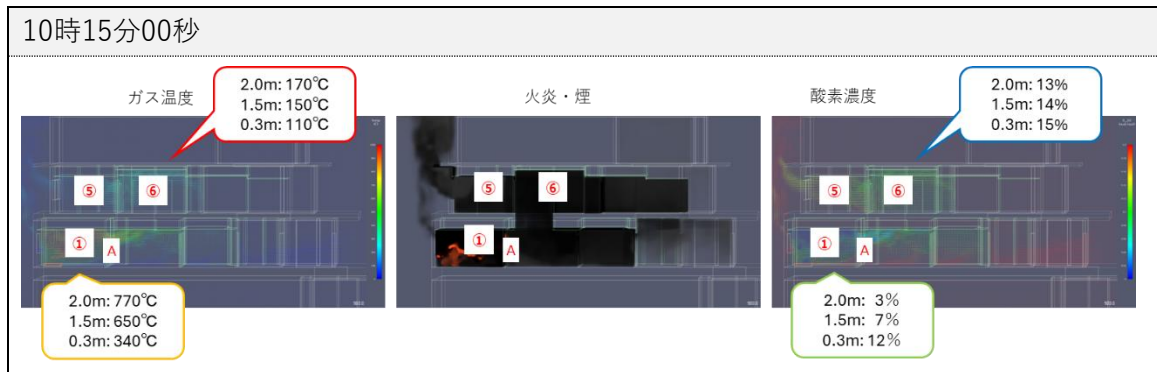 10時15分00秒
ガス温度
2.0m: 170℃
1.5m: 150℃
0.3m: 110℃
⑤
⑥
①
A
2.0m: 770℃
1.5m: 650℃
0.3m: 340℃
火炎・煙
⑤
⑥
①
A
酸素濃度
2.0m: 13%
1.5m: 14%
0.3m: 15%
⑤
⑥
①
A
2.0m: 3%
1.5m: 7%
0.3m: 12%